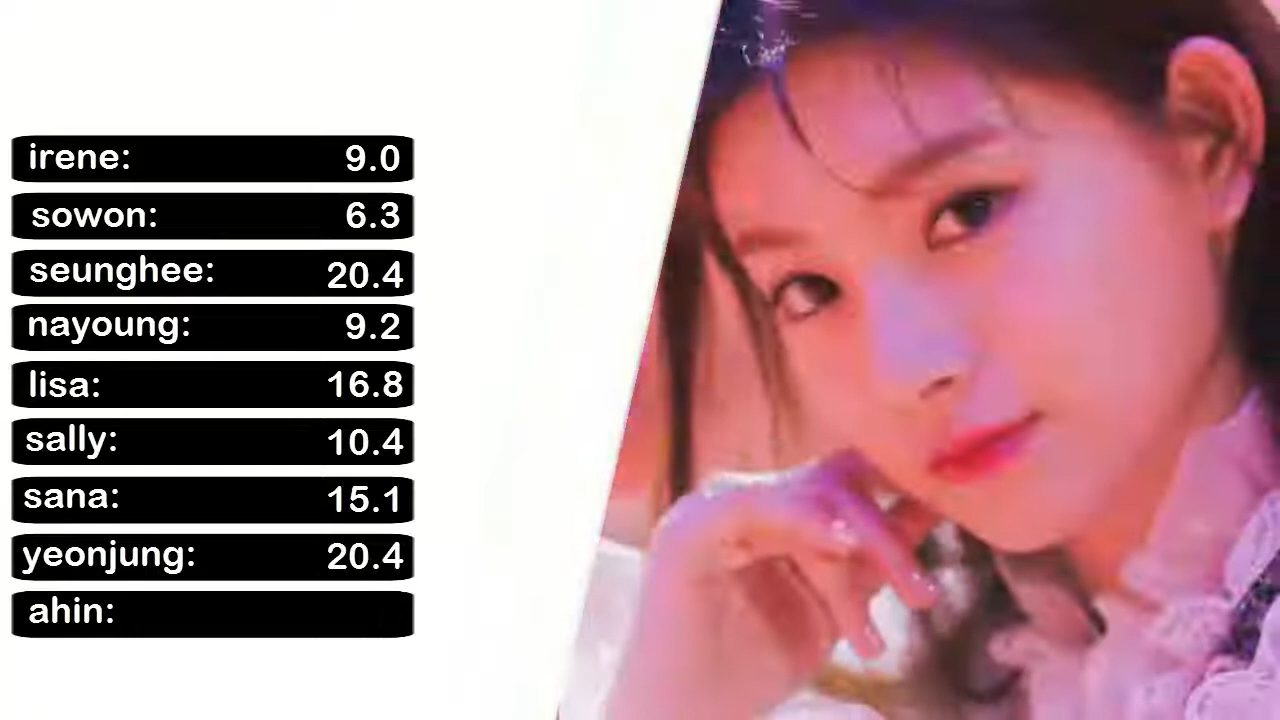 irene: 9.0
sowon: 6.3
seunghee: 20.4
nayoung: 9.2
lisa: 16.8
sally: 10.4
sana: 15.1
yeonjung: 20.4
ahin: